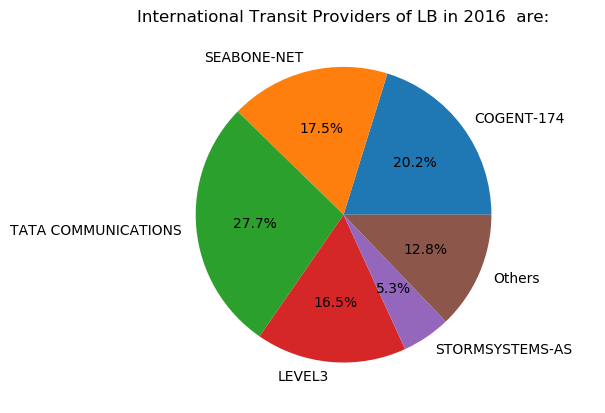 International Transit Providers of LB in 2016  are:
SEABONE-NET
COGENT-174
17.5%
20.2%
27.7%
TATA COMMUNICATIONS
12.8%
Others
5.3%
16.5%
STORMSYSTEMS-AS
LEVEL3